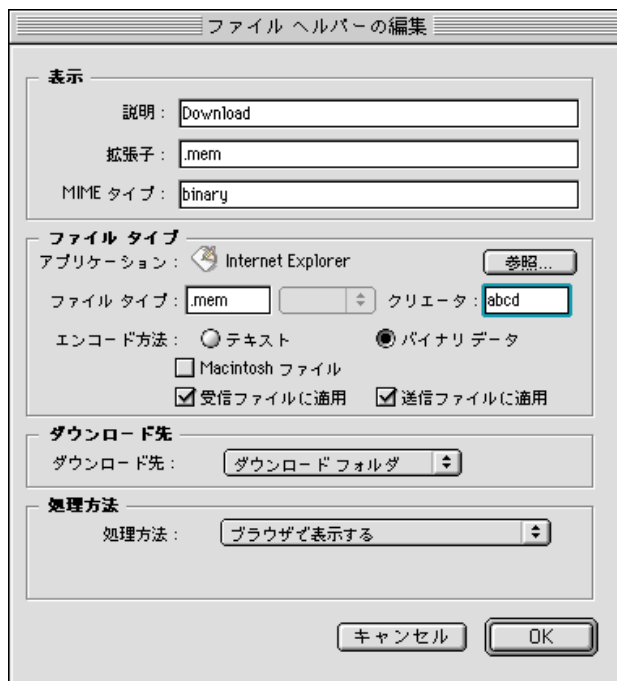 ファイル ヘルパーの編集
表示
説明： Download
拡張子： .mem
MIME タイプ： binary
ファイル タイプ
アプリケーション： Internet Explorer 参照...
ファイル タイプ： .mem クリエータ： abcd
エンコード方法： テキスト バイナリ データ
Macintosh ファイル
受信ファイルに適用 送信ファイルに適用
ダウンロード先
ダウンロード先： ダウンロード フォルダ
処理方法
処理方法： ブラウザで表示する
キャンセル OK